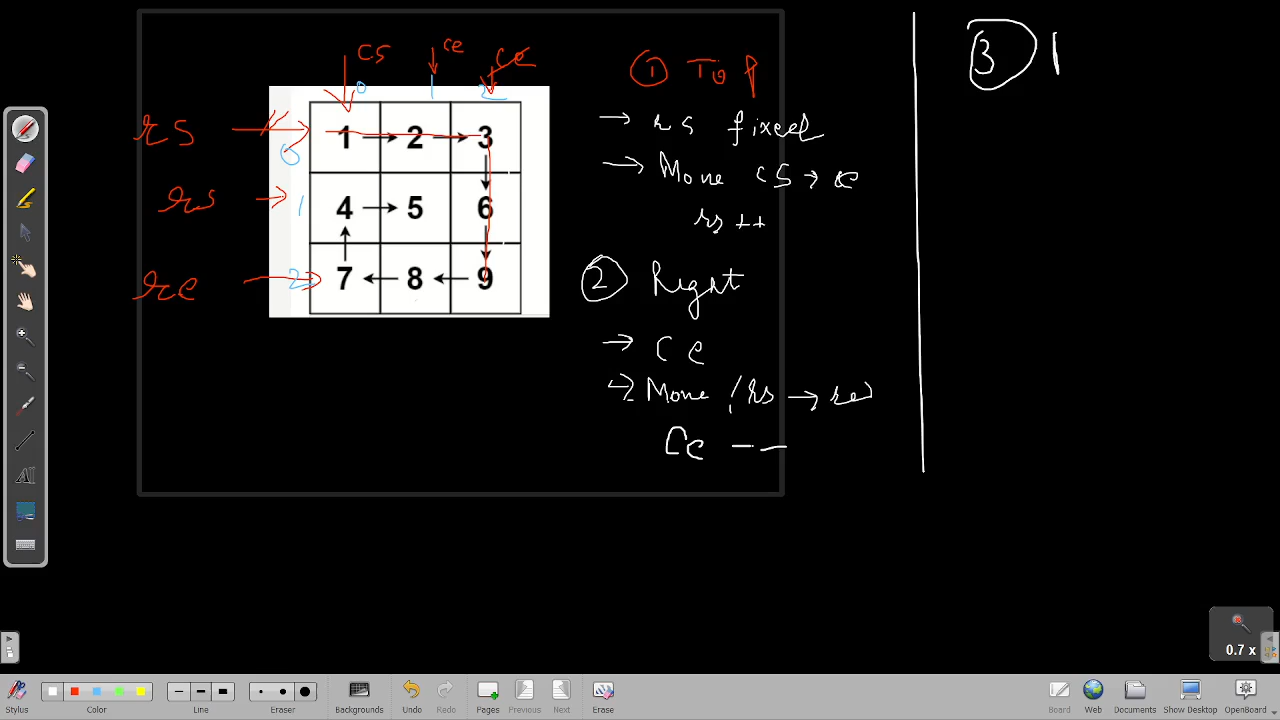 cs ce ce
0 1 2
rs 0 1 → 2 → 3
rs → 1 4 → 5 6
re → 2 7 ← 8 ← 9
① Top
→ rs fixed
→ Move cs → ce
rs ++
② Right
→ ce
→ Move rs → re
Ce --
③ |
0.7 x
Stylus
Color
Line
Eraser
Backgrounds
Undo
Redo
Pages
Previous
Next
Erase
Board
Web
Documents
Show Desktop
OpenBoard